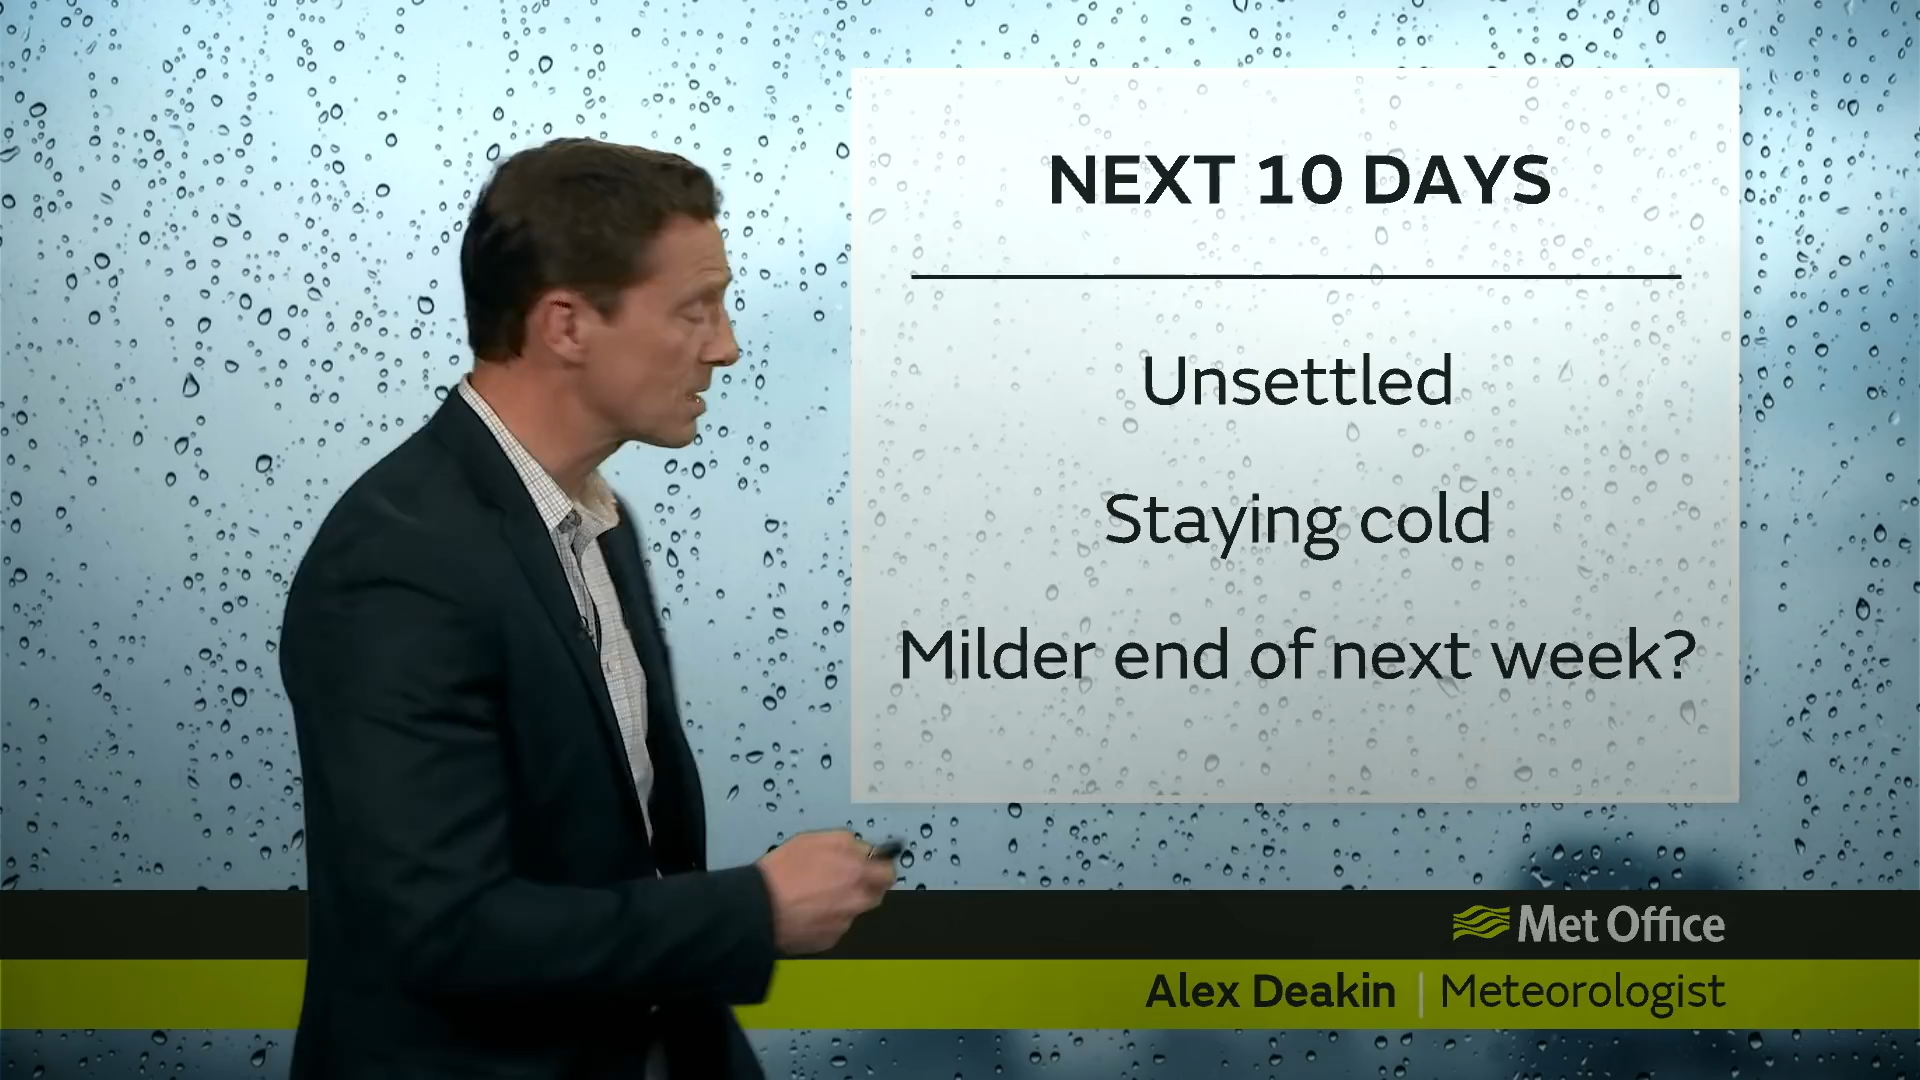 NEXT 10 DAYS
Unsettled
Staying cold
Milder end of next week?
Met Office
Alex Deakin | Meteorologist